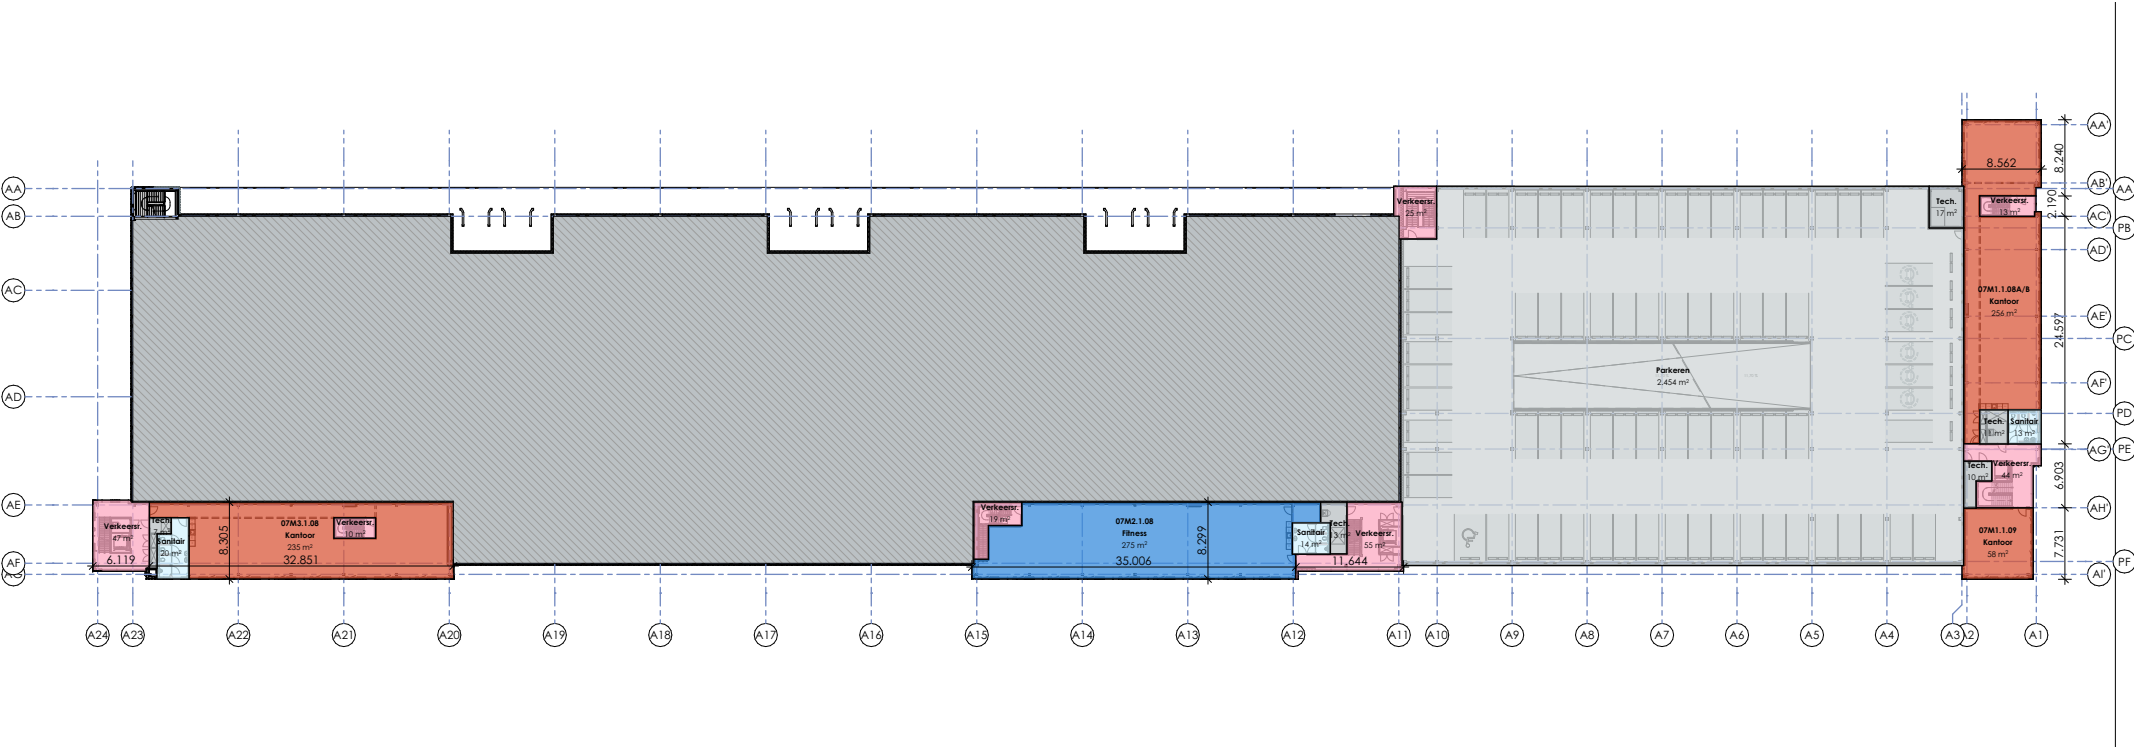 AA'
8.562
8.240
AB'
AA
AA
Verkeersr.
25 m²
Tech.
17 m²
Verkeersr.
13 m²
2.190
AC'
AB
PB
AD'
AC
07M1.1.08A/B
Kantoor
256 m²
AE'
24.597
PC
Parkeren
2.454 m²
AF'
AD
PD
Tech.
11 m²
Sanitair
13 m²
AG'
PE
Tech.
10 m²
Verkeersr.
44 m²
6.903
AE
AH'
Verkeersr.
47 m²
Tech.
7 m²
Sanitair
20 m²
8.305
07M3.1.08
Kantoor
235 m²
Verkeersr.
10 m²
6.119
32.851
Verkeersr.
19 m²
07M2.1.08
Fitness
275 m²
8.299
35.006
Sanitair
14 m²
Tech.
13 m²
Verkeersr.
55 m²
11.644
07M1.1.09
Kantoor
58 m²
7.731
AF
PF
AG
AI'
A24
A23
A22
A21
A20
A19
A18
A17
A16
A15
A14
A13
A12
A11
A10
A9
A8
A7
A6
A5
A4
A3
A2
A1